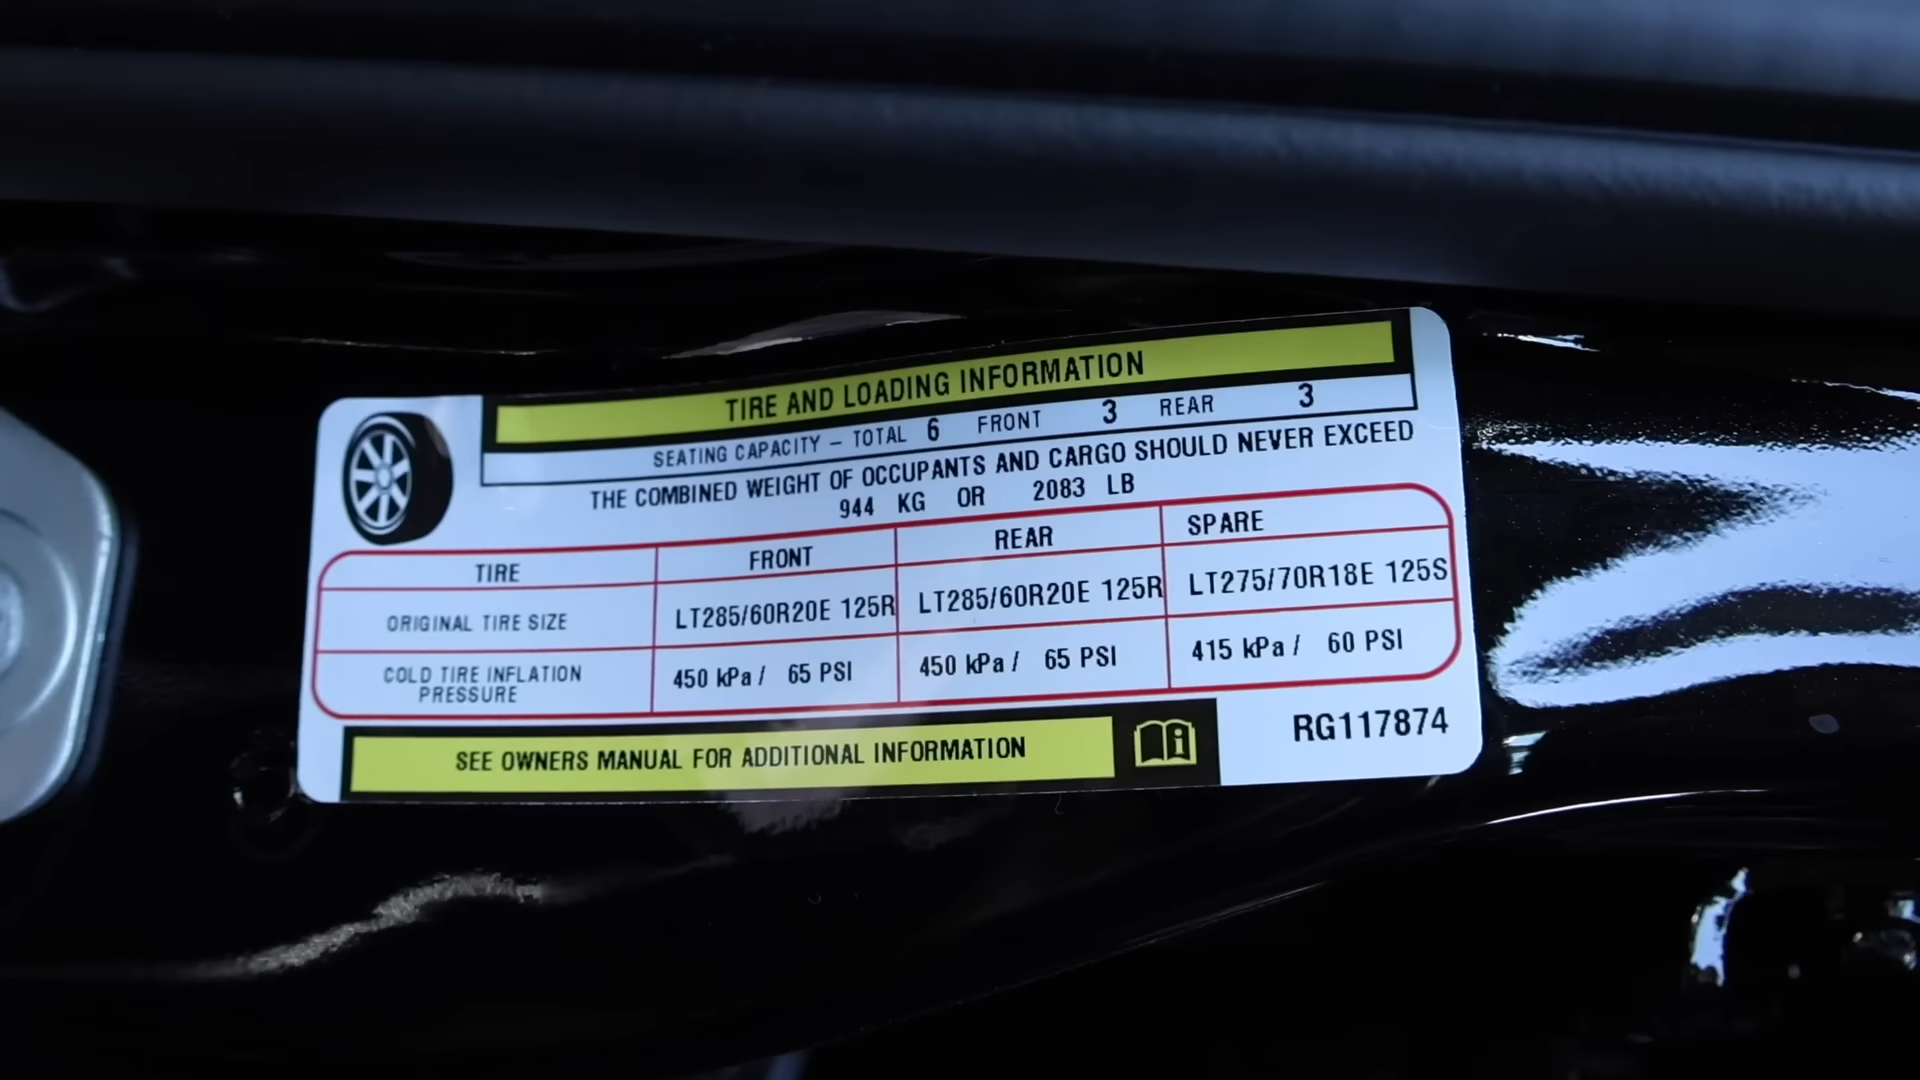 TIRE AND LOADING INFORMATION
SEATING CAPACITY – TOTAL 6 FRONT 3 REAR 3
THE COMBINED WEIGHT OF OCCUPANTS AND CARGO SHOULD NEVER EXCEED
944 KG OR 2083 LB
TIRE FRONT REAR SPARE
ORIGINAL TIRE SIZE LT285/60R20E 125R LT285/60R20E 125R LT275/70R18E 125S
COLD TIRE INFLATION
PRESSURE 450 kPa / 65 PSI 450 kPa / 65 PSI 415 kPa / 60 PSI
SEE OWNERS MANUAL FOR ADDITIONAL INFORMATION
RG117874